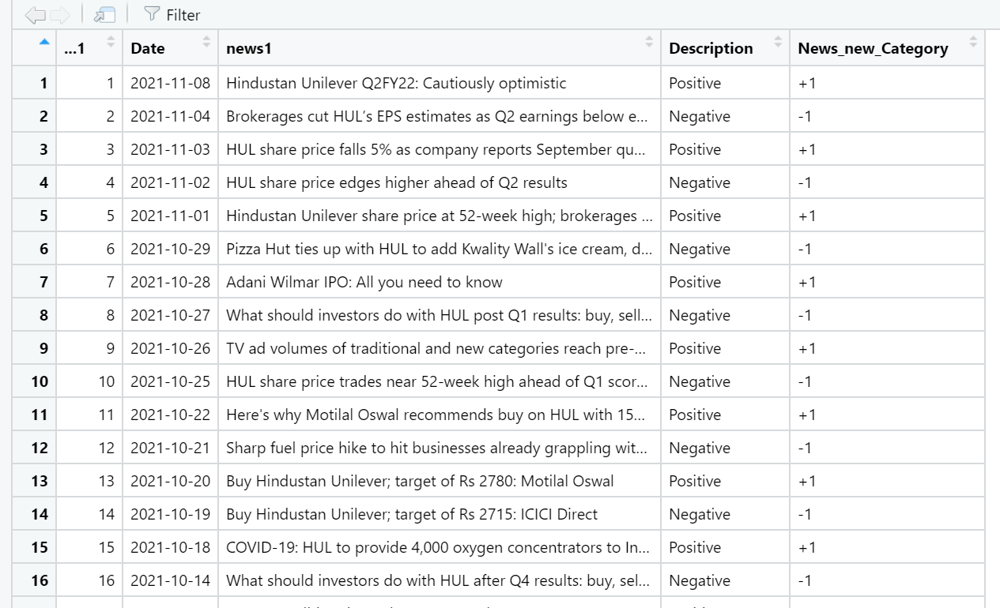 Filter
...1 Date news1 Description News_new_Category
1 1 2021-11-08 Hindustan Unilever Q2FY22: Cautiously optimistic Positive +1
2 2 2021-11-04 Brokerages cut HUL’s EPS estimates as Q2 earnings below e... Negative -1
3 3 2021-11-03 HUL share price falls 5% as company reports September qu... Positive +1
4 4 2021-11-02 HUL share price edges higher ahead of Q2 results Negative -1
5 5 2021-11-01 Hindustan Unilever share price at 52-week high; brokerages ... Positive +1
6 6 2021-10-29 Pizza Hut ties up with HUL to add Kwality Wall's ice cream, d... Negative -1
7 7 2021-10-28 Adani Wilmar IPO: All you need to know Positive +1
8 8 2021-10-27 What should investors do with HUL post Q1 results: buy, sell... Negative -1
9 9 2021-10-26 TV ad volumes of traditional and new categories reach pre-... Positive +1
10 10 2021-10-25 HUL share price trades near 52-week high ahead of Q1 scor... Negative -1
11 11 2021-10-22 Here's why Motilal Oswal recommends buy on HUL with 15... Positive +1
12 12 2021-10-21 Sharp fuel price hike to hit businesses already grappling wit... Negative -1
13 13 2021-10-20 Buy Hindustan Unilever; target of Rs 2780: Motilal Oswal Positive +1
14 14 2021-10-19 Buy Hindustan Unilever; target of Rs 2715: ICICI Direct Negative -1
15 15 2021-10-18 COVID-19: HUL to provide 4,000 oxygen concentrators to In... Positive +1
16 16 2021-10-14 What should investors do with HUL after Q4 results: buy, sel... Negative -1